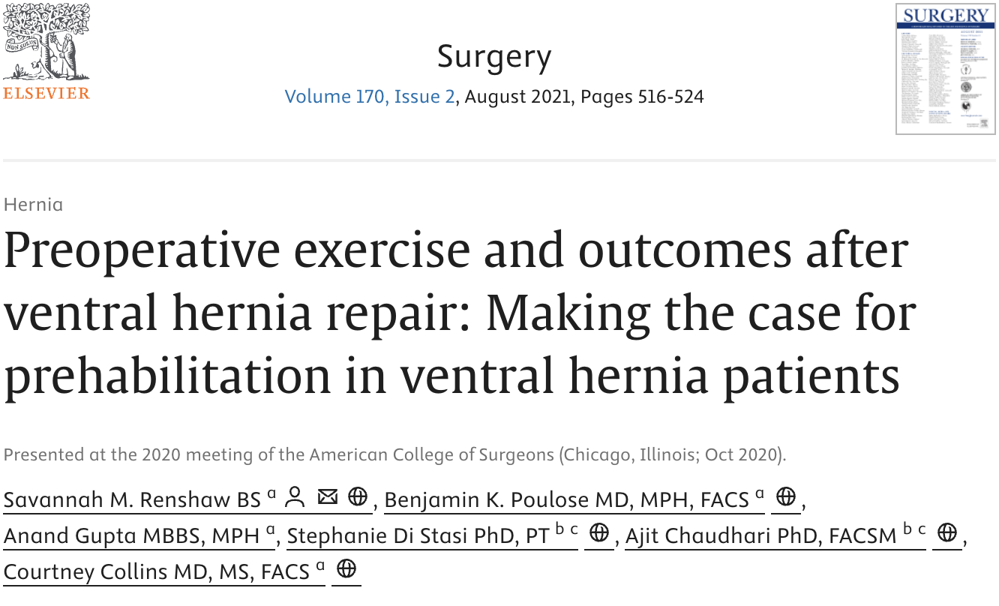 NON SOLUS
ELSEVIER
Surgery
Volume 170, Issue 2, August 2021, Pages 516-524
SURGERY
Hernia
Preoperative exercise and outcomes after
ventral hernia repair: Making the case for
prehabilitation in ventral hernia patients
Presented at the 2020 meeting of the American College of Surgeons (Chicago, Illinois; Oct 2020).
Savannah M. Renshaw BS a, Benjamin K. Poulose MD, MPH, FACS a,
Anand Gupta MBBS, MPH a, Stephanie Di Stasi PhD, PT b c, Ajit Chaudhari PhD, FACSM b c,
Courtney Collins MD, MS, FACS a